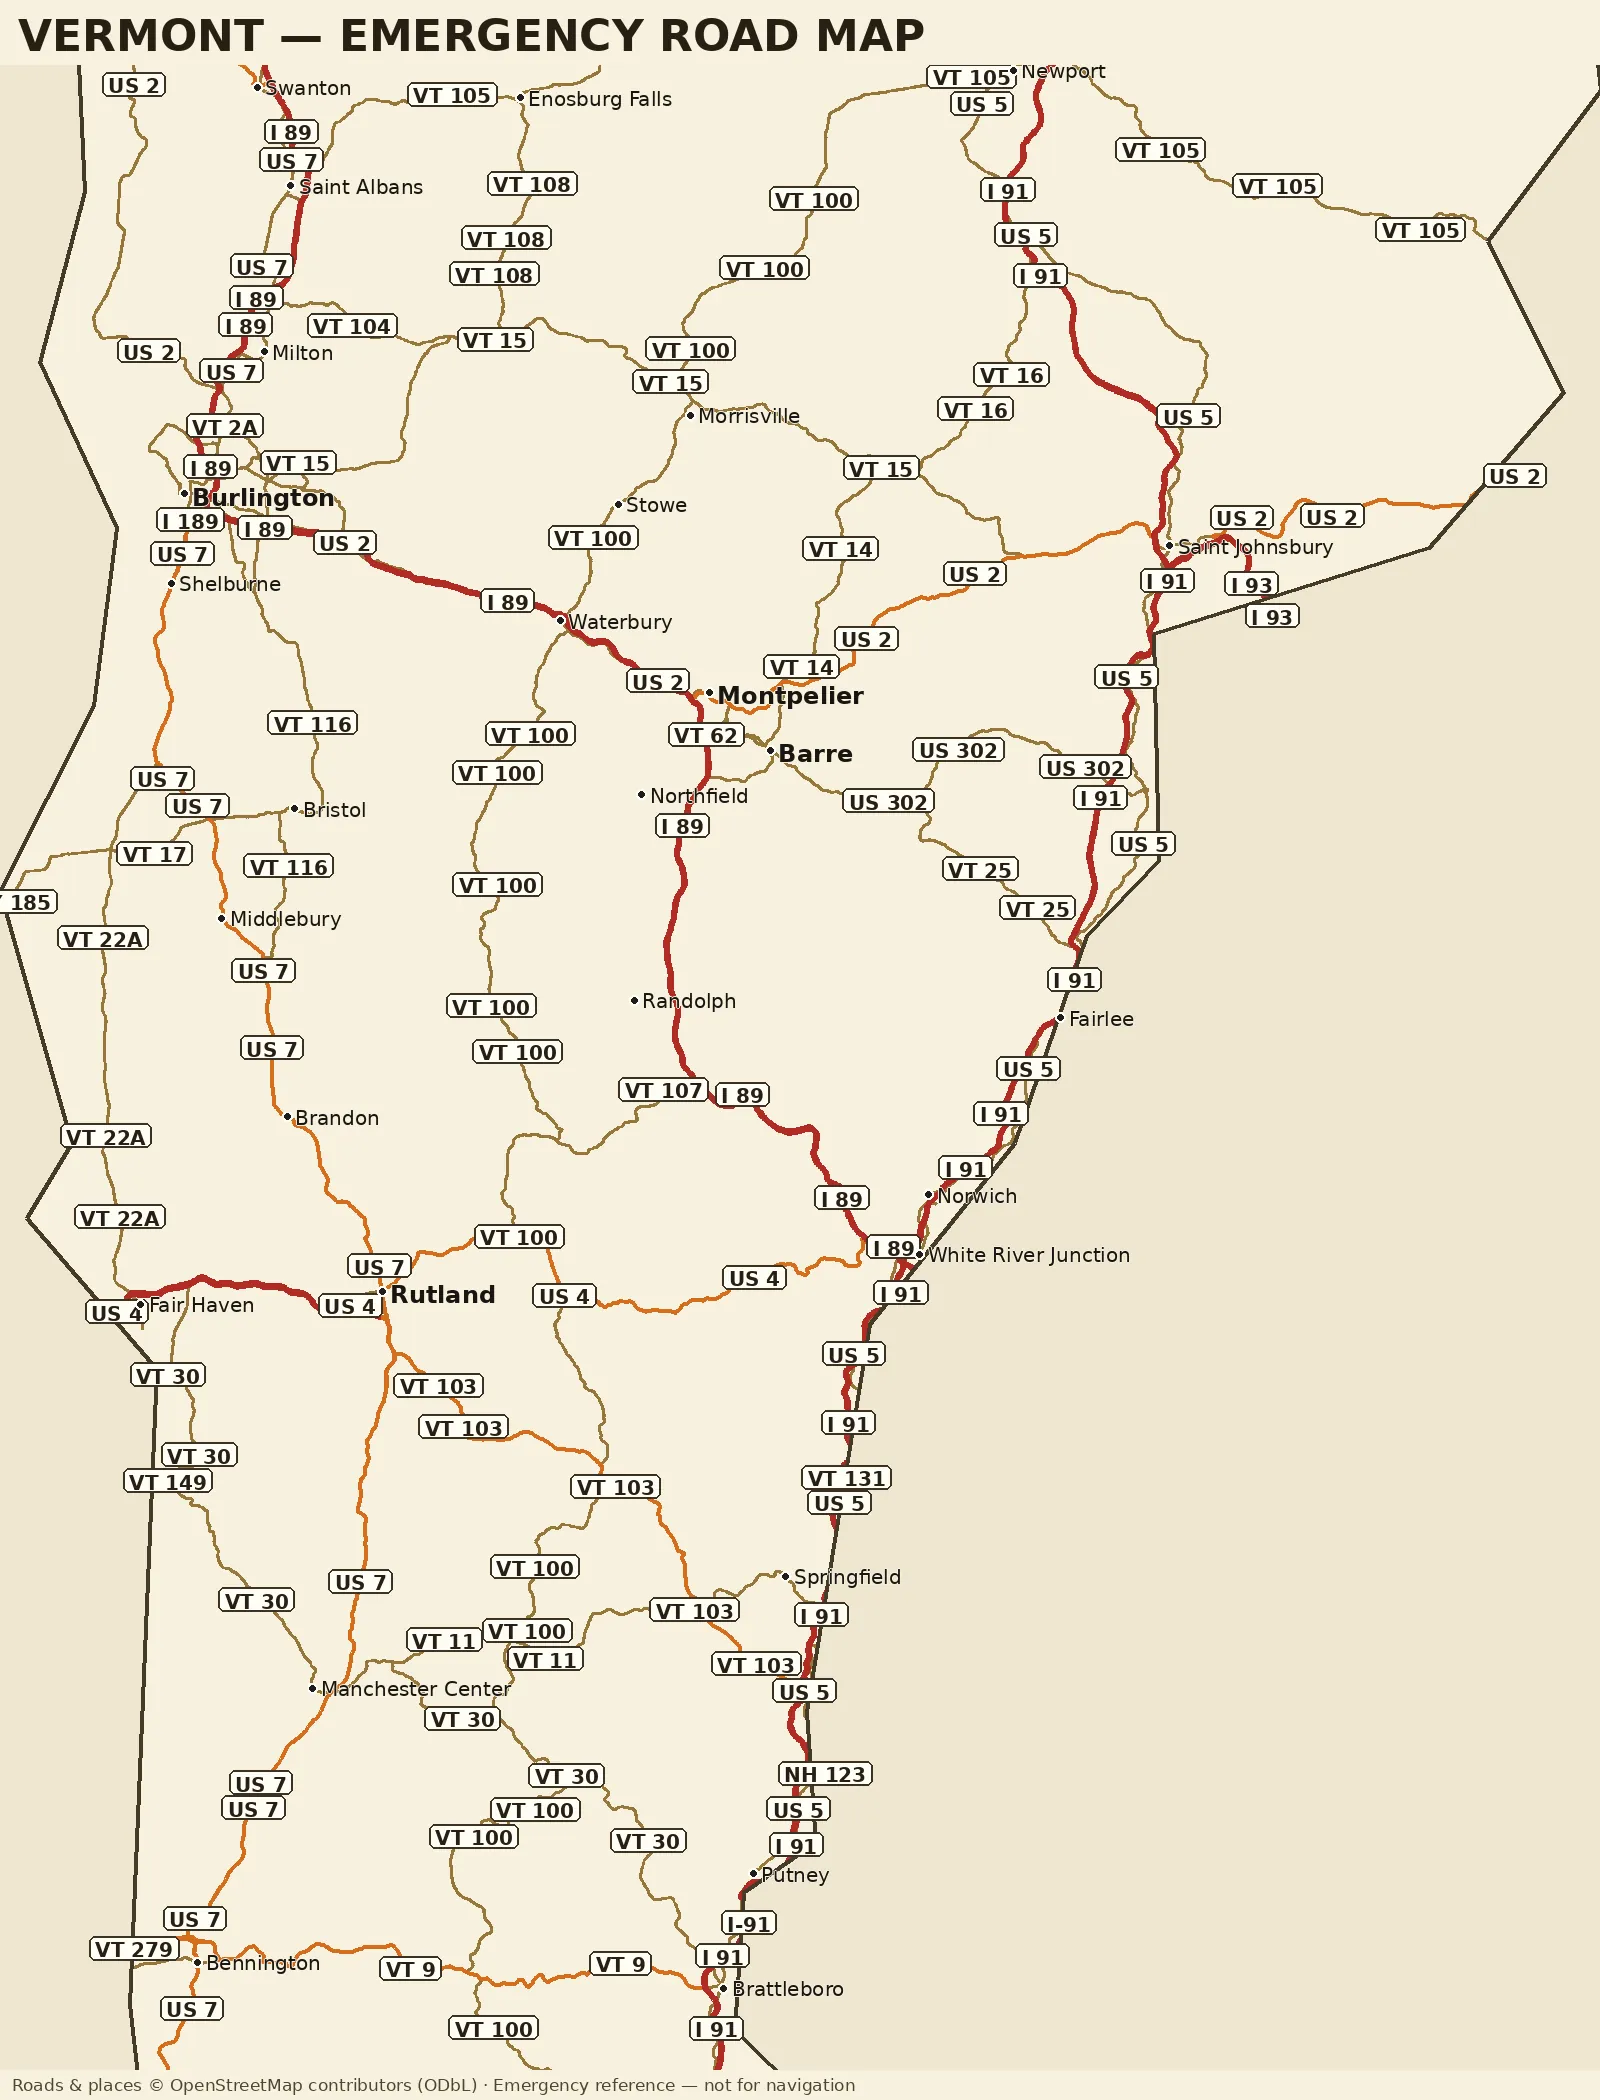 VERMONT — EMERGENCY ROAD MAP
Newport
VT 105
US 2
Swanton
VT 105
Enosburg Falls
US 5
I 89
VT 105
US 7
VT 108
Saint Albans
VT 105
I 91
VT 100
VT 105
US 5
VT 108
US 7
VT 100
VT 108
I 91
I 89
I 89
VT 104
VT 15
US 2
Milton
VT 100
US 7
VT 16
VT 15
VT 16
Morrisville
US 5
VT 2A
I 89
VT 15
VT 15
US 2
Burlington
Stowe
I 189
I 89
US 2
US 2
US 7
US 2
VT 100
VT 14
Saint Johnsbury
Shelburne
US 2
I 91
I 93
I 89
Waterbury
I 93
US 2
VT 14
US 2
US 5
Montpelier
VT 116
VT 100
VT 62
Barre
US 302
US 302
VT 100
US 7
US 7
Bristol
Northfield
US 302
I 91
I 89
US 5
VT 17
VT 116
VT 25
VT 100
185
VT 25
Middlebury
VT 22A
US 7
I 91
VT 100
Randolph
Fairlee
US 7
VT 100
US 5
VT 107
I 89
Brandon
I 91
VT 22A
I 91
I 89
Norwich
VT 22A
VT 100
I 89
White River Junction
US 7
US 4
Rutland
US 4
I 91
US 4
Fair Haven
US 4
US 5
VT 30
VT 103
I 91
VT 103
VT 30
VT 149
VT 103
VT 131
US 5
VT 100
US 7
Springfield
VT 30
VT 103
I 91
VT 100
VT 11
VT 11
VT 103
Manchester Center
US 5
VT 30
VT 30
NH 123
US 7
US 7
VT 100
US 5
VT 100
VT 30
I 91
Putney
US 7
I-91
VT 279
I 91
Bennington
VT 9
VT 9
Brattleboro
US 7
VT 100
I 91
Roads & places © OpenStreetMap contributors (ODbL) · Emergency reference — not for navigation